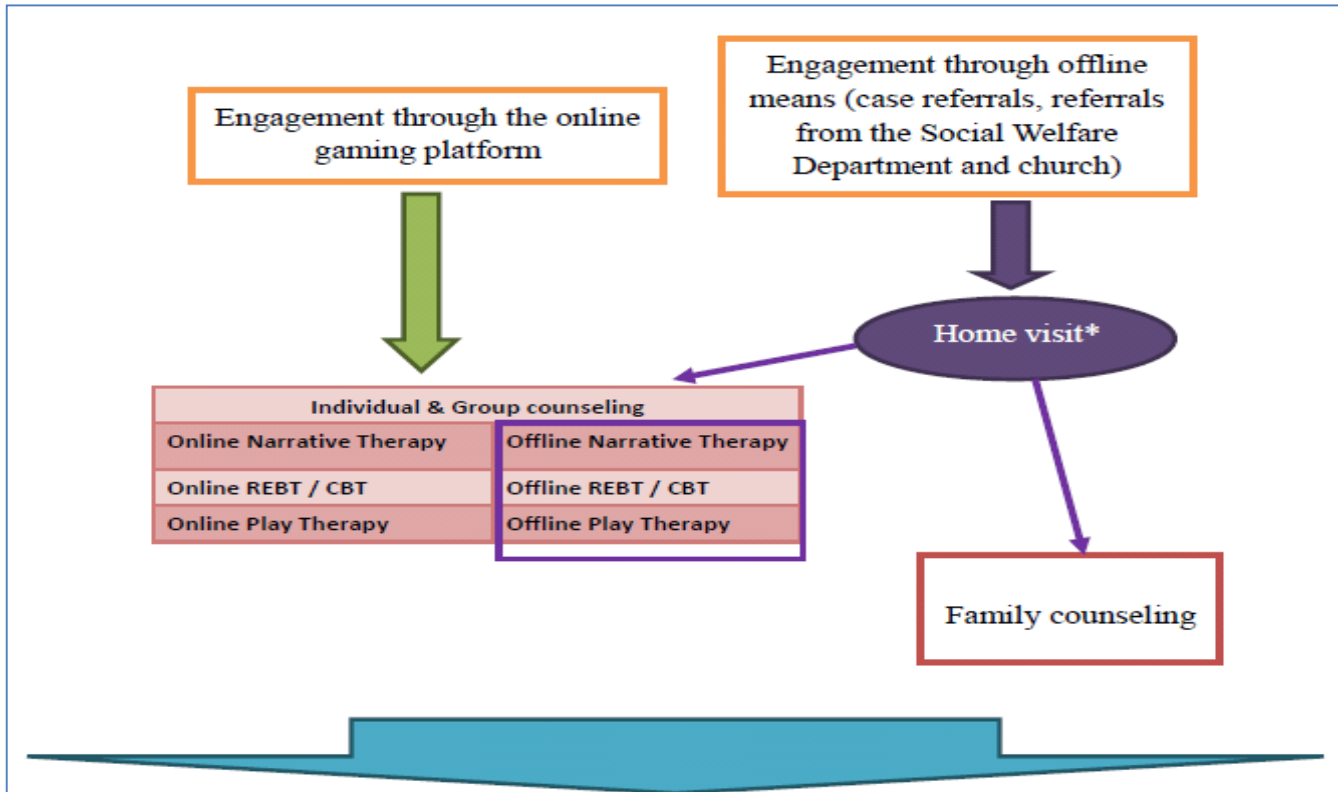 Engagement through the online
gaming platform
Engagement through offline
means (case referrals, referrals
from the Social Welfare
Department and church)
Home visit*
Individual & Group counseling
Online Narrative Therapy
Offline Narrative Therapy
Online REBT / CBT
Offline REBT / CBT
Online Play Therapy
Offline Play Therapy
Family counseling